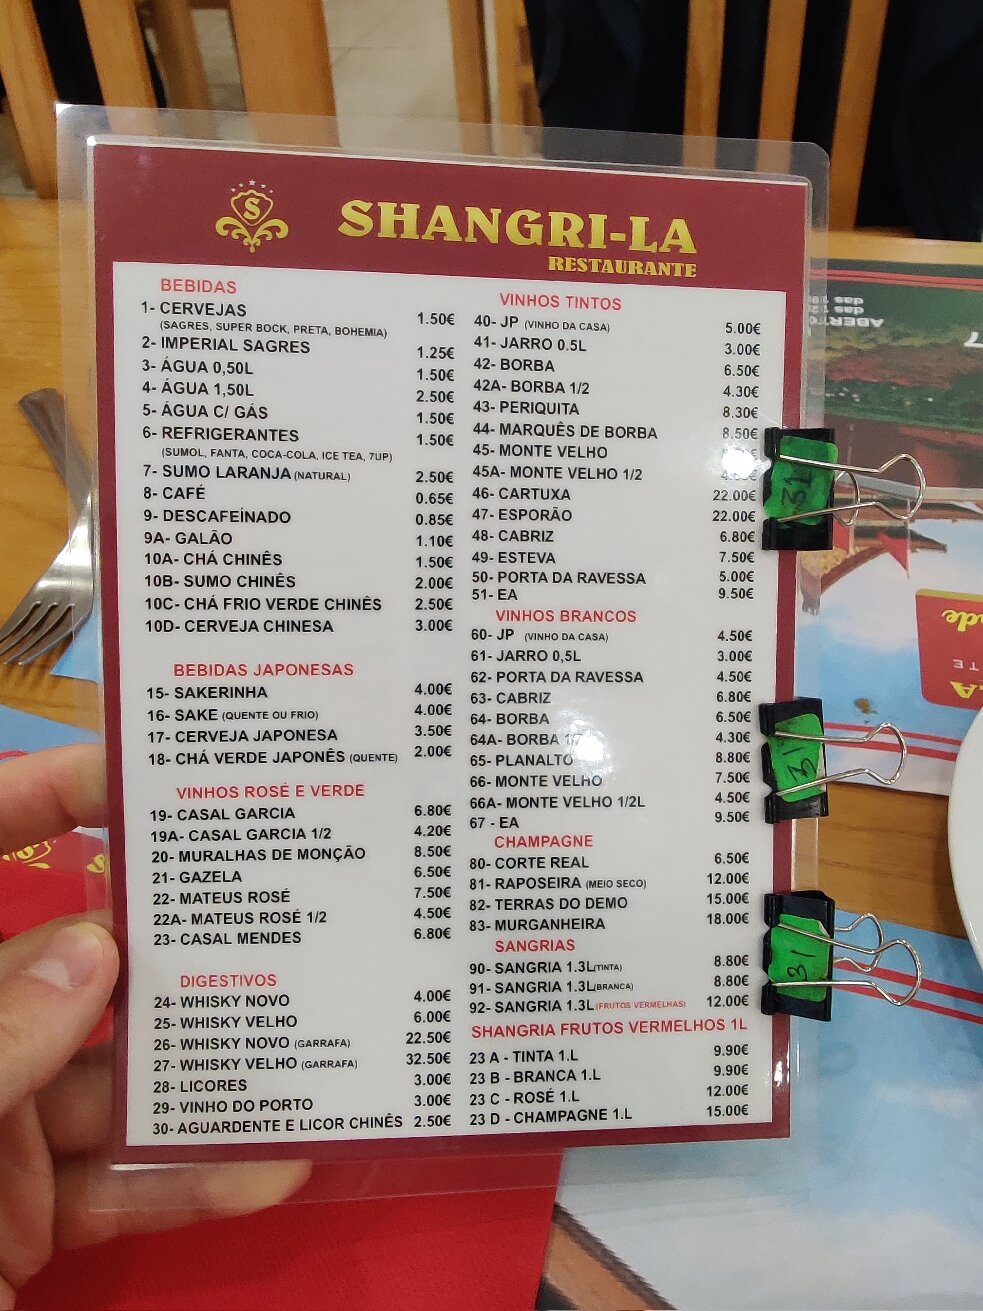 S
SHANGRI-LA
RESTAURANTE
BEBIDAS
1- CERVEJAS 1.50€
(SAGRES, SUPER BOCK, PRETA, BOHEMIA)
2- IMPERIAL SAGRES 1.25€
3- ÁGUA 0,50L 1.50€
4- ÁGUA 1,50L 2.50€
5- ÁGUA C/ GÁS 1.50€
6- REFRIGERANTES 1.50€
(SUMOL, FANTA, COCA-COLA, ICE TEA, 7UP)
7- SUMO LARANJA (NATURAL) 2.50€
8- CAFÉ 0.65€
9- DESCAFEÍNADO 0.85€
9A- GALÃO 1.10€
10A- CHÁ CHINÊS 1.50€
10B- SUMO CHINÊS 2.00€
10C- CHÁ FRIO VERDE CHINÊS 2.50€
10D- CERVEJA CHINESA 3.00€
BEBIDAS JAPONESAS
15- SAKERINHA 4.00€
16- SAKE (QUENTE OU FRIO) 4.00€
17- CERVEJA JAPONESA 3.50€
18- CHÁ VERDE JAPONÊS (QUENTE) 2.00€
VINHOS ROSÉ E VERDE
19- CASAL GARCIA 6.80€
19A- CASAL GARCIA 1/2 4.20€
20- MURALHAS DE MONÇÃO 8.50€
21- GAZELA 6.50€
22- MATEUS ROSÉ 7.50€
22A- MATEUS ROSÉ 1/2 4.50€
23- CASAL MENDES 6.80€
DIGESTIVOS
24- WHISKY NOVO 4.00€
25- WHISKY VELHO 6.00€
26- WHISKY NOVO (GARRAFA) 22.50€
27- WHISKY VELHO (GARRAFA) 32.50€
28- LICORES 3.00€
29- VINHO DO PORTO 3.00€
30- AGUARDENTE E LICOR CHINÊS 2.50€
VINHOS TINTOS
40- JP (VINHO DA CASA) 5.00€
41- JARRO 0.5L 3.00€
42- BORBA 6.50€
42A- BORBA 1/2 4.30€
43- PERIQUITA 8.30€
44- MARQUÊS DE BORBA 8.50€
45- MONTE VELHO
45A- MONTE VELHO 1/2
46- CARTUXA 22.00€
47- ESPORÃO 22.00€
48- CABRIZ 6.80€
49- ESTEVA 7.50€
50- PORTA DA RAVESSA 5.00€
51- EA 9.50€
VINHOS BRANCOS
60- JP (VINHO DA CASA) 4.50€
61- JARRO 0,5L 3.00€
62- PORTA DA RAVESSA 4.50€
63- CABRIZ 6.80€
64- BORBA 6.50€
64A- BORBA 1/2 4.30€
65- PLANALTO 8.80€
66- MONTE VELHO 7.50€
66A- MONTE VELHO 1/2L 4.50€
67 - EA 9.50€
CHAMPAGNE
80- CORTE REAL 6.50€
81- RAPOSEIRA (MEIO SECO) 12.00€
82- TERRAS DO DEMO 15.00€
83- MURGANHEIRA 18.00€
SANGRIAS
90- SANGRIA 1.3L(TINTA) 8.80€
91- SANGRIA 1.3L(BRANCA) 8.80€
92- SANGRIA 1.3L (FRUTOS VERMELHAS) 12.00€
SHANGRIA FRUTOS VERMELHOS 1L
23 A - TINTA 1.L 9.90€
23 B - BRANCA 1.L 9.90€
23 C - ROSÉ 1.L 12.00€
23 D - CHAMPAGNE 1.L 15.00€
31
31
31
ABERTO